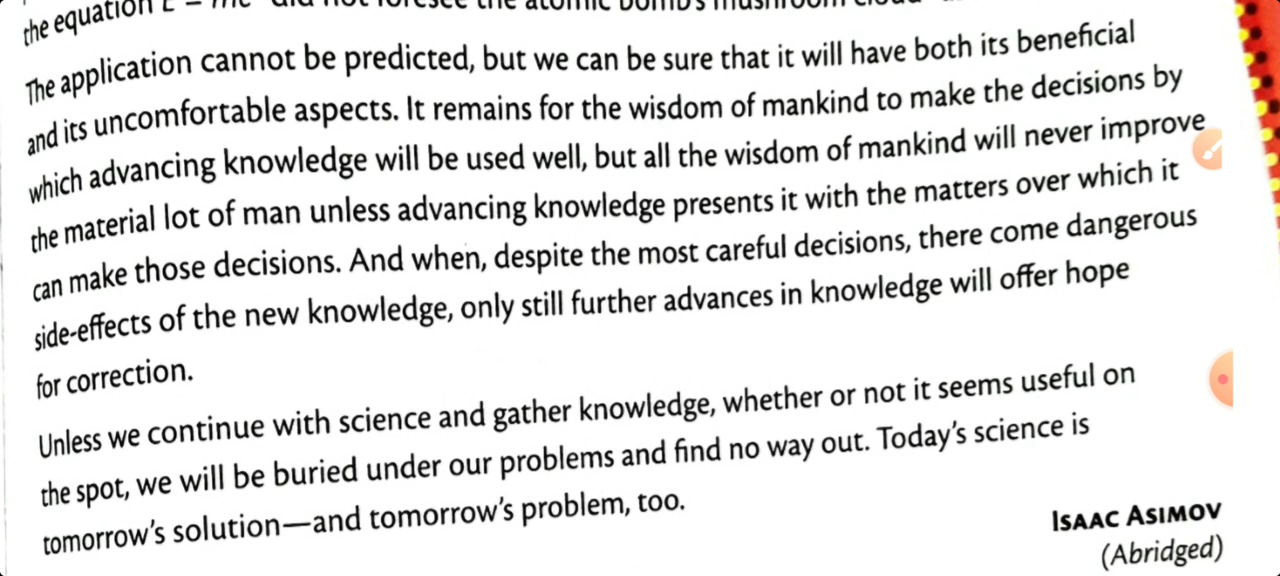 the equation E = mc did not foresee the atomic bomb's mushroom cloud
The application cannot be predicted, but we can be sure that it will have both its beneficial
and its uncomfortable aspects. It remains for the wisdom of mankind to make the decisions by
which advancing knowledge will be used well, but all the wisdom of mankind will never improve
the material lot of man unless advancing knowledge presents it with the matters over which it
can make those decisions. And when, despite the most careful decisions, there come dangerous
side-effects of the new knowledge, only still further advances in knowledge will offer hope
for correction.
Unless we continue with science and gather knowledge, whether or not it seems useful on
the spot, we will be buried under our problems and find no way out. Today's science is
tomorrow's solution—and tomorrow's problem, too.
ISAAC ASIMOV
(Abridged)